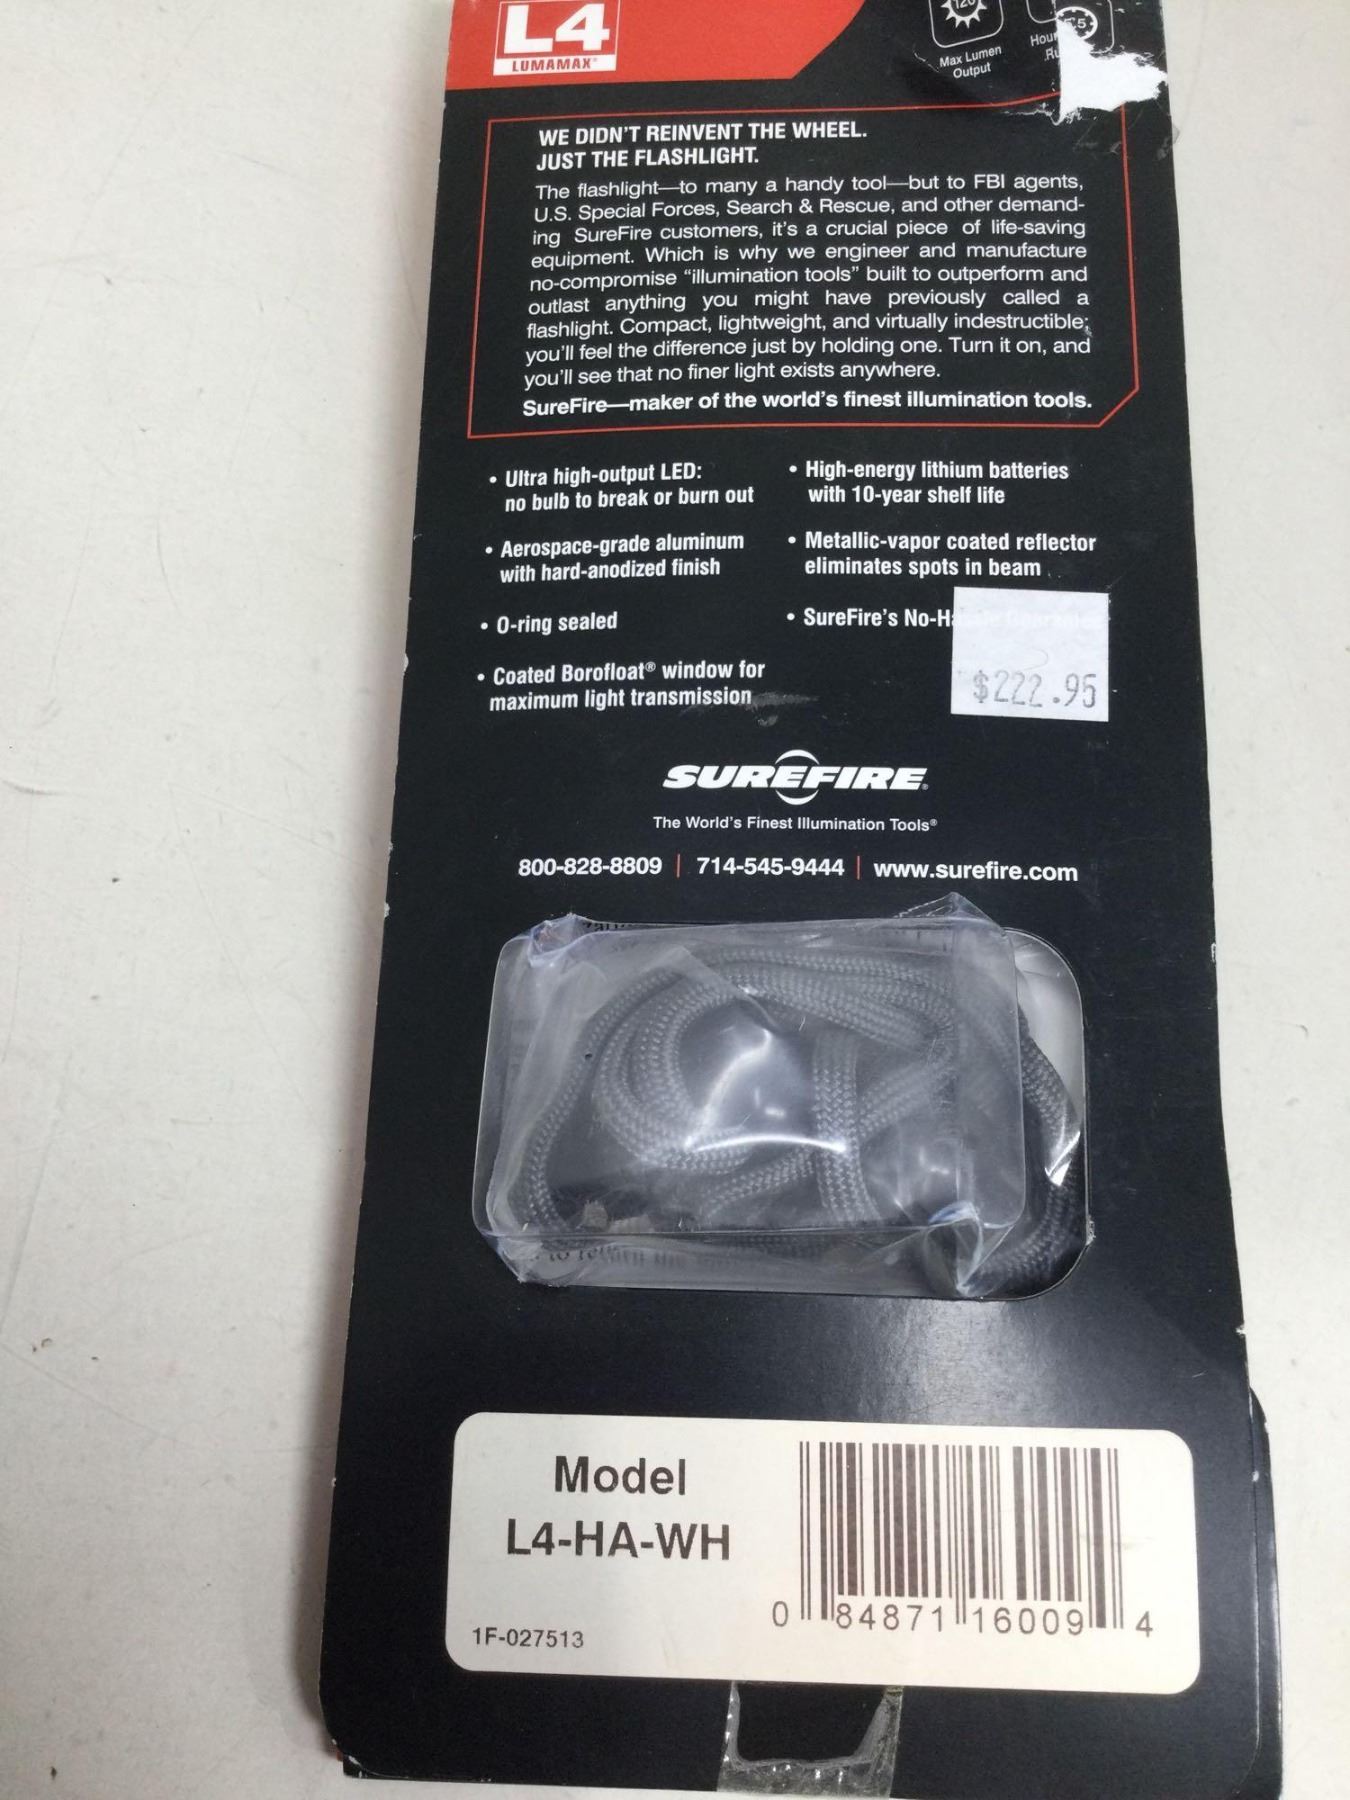 L4
LUMAMAX®
120
Max Lumen
Output
5
Hour
Ru
WE DIDN'T REINVENT THE WHEEL.
JUST THE FLASHLIGHT.
The flashlight—to many a handy tool—but to FBI agents,
U.S. Special Forces, Search & Rescue, and other demand-
ing SureFire customers, it's a crucial piece of life-saving
equipment. Which is why we engineer and manufacture
no-compromise "illumination tools" built to outperform and
outlast anything you might have previously called a
flashlight. Compact, lightweight, and virtually indestructible;
you'll feel the difference just by holding one. Turn it on, and
you'll see that no finer light exists anywhere.
SureFire—maker of the world's finest illumination tools.
• Ultra high-output LED:
no bulb to break or burn out
• Aerospace-grade aluminum
with hard-anodized finish
• O-ring sealed
• Coated Borofloat® window for
maximum light transmission
• High-energy lithium batteries
with 10-year shelf life
• Metallic-vapor coated reflector
eliminates spots in beam
• SureFire's No-Hassle Guarantee
$222.95
SUREFIRE®
The World's Finest Illumination Tools®
800-828-8809 | 714-545-9444 | www.surefire.com
to return the
Model
L4-HA-WH
1F-027513
0 84871 16009 4